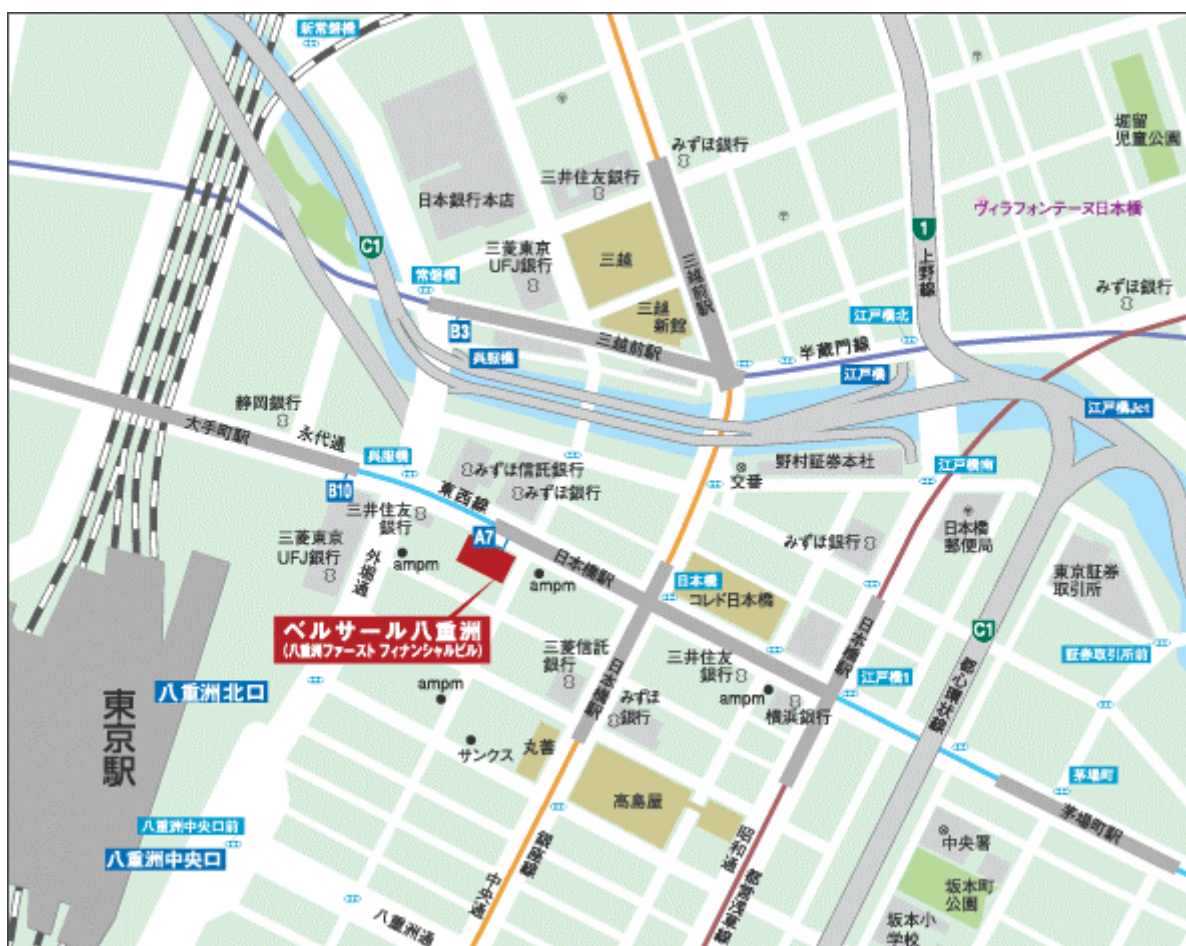 新常盤橋
堀留
児童公園
みずほ銀行
三井住友銀行
日本銀行本店
ヴィラフォンテーヌ日本橋
1
C1
三菱東京
UFJ銀行
三越
上野線
三越前駅
常盤橋
みずほ銀行
三越
新館
江戸橋北
B3
三越前駅
半蔵門線
呉服橋
江戸橋
静岡銀行
江戸橋Jct
大手町駅
永代通
呉服橋
みずほ信託銀行
野村証券本社
江戸橋南
B10
東西線
みずほ銀行
交番
三井住友
銀行
日本橋
郵便局
三菱東京
UFJ銀行
外堀通
A7
みずほ銀行
ampm
日本橋駅
ampm
日本橋
コレド日本橋
東京証券
取引所
ベルサール八重洲
(八重洲ファースト フィナンシャルビル)
日本橋駅
C1
都心環状線
証券取引所前
三菱信託
銀行
三井住友
銀行
八重洲北口
ampm
日本橋駅
みずほ
銀行
ampm
横浜銀行
江戸橋1
東京駅
サンクス
丸善
高島屋
茅場町
茅場町駅
八重洲中央口前
八重洲中央口
銀座線
昭和通
中央署
中央通
都営浅草線
坂本町
公園
八重洲通
坂本小
学校